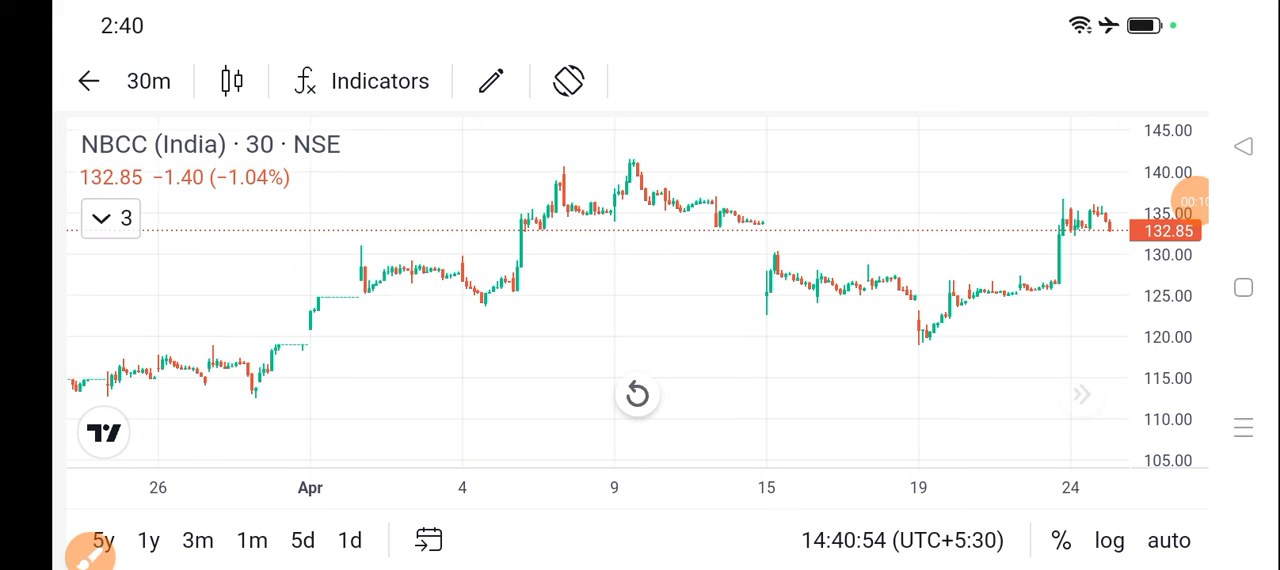 2:40
30m
Indicators
NBCC (India) · 30 · NSE
132.85 −1.40 (−1.04%)
3
145.00
140.00
00:10
135.00
132.85
130.00
125.00
120.00
115.00
110.00
105.00
26 Apr 4 9 15 19 24
5y 1y 3m 1m 5d 1d 14:40:54 (UTC+5:30) % log auto